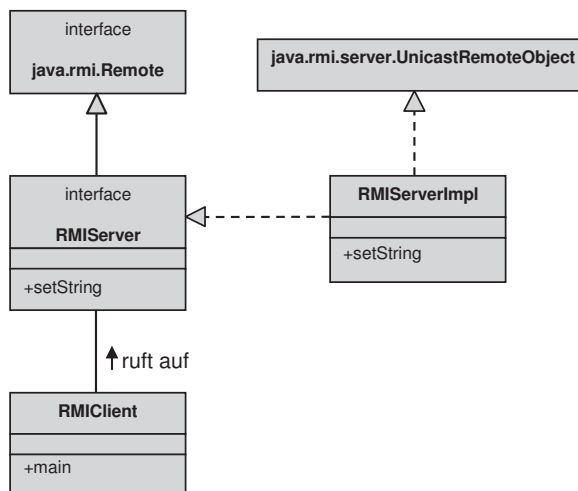 interface
java.rmi.Remote
java.rmi.server.UnicastRemoteObject
interface
RMIServer
+setString
RMIServerImpl
+setString
ruft auf
RMIClient
+main